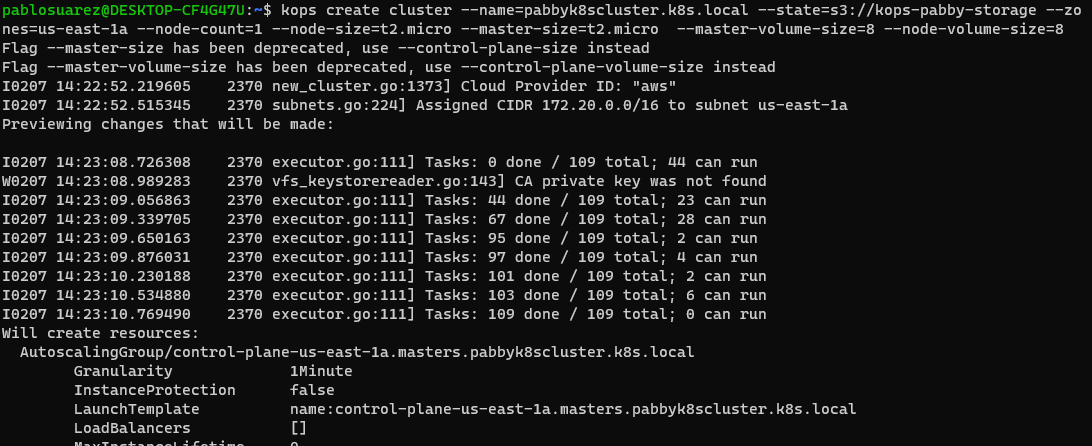 pablosuarez@DESKTOP-CF4G47U:~$ kops create cluster --name=pabbyk8scluster.k8s.local --state=s3://kops-pabby-storage --zo
nes=us-east-1a --node-count=1 --node-size=t2.micro --master-size=t2.micro  --master-volume-size=8 --node-volume-size=8
Flag --master-size has been deprecated, use --control-plane-size instead
Flag --master-volume-size has been deprecated, use --control-plane-volume-size instead
I0207 14:22:52.219605    2370 new_cluster.go:1373] Cloud Provider ID: "aws"
I0207 14:22:52.515345    2370 subnets.go:224] Assigned CIDR 172.20.0.0/16 to subnet us-east-1a
Previewing changes that will be made:
I0207 14:23:08.726308    2370 executor.go:111] Tasks: 0 done / 109 total; 44 can run
W0207 14:23:08.989283    2370 vfs_keystorereader.go:143] CA private key was not found
I0207 14:23:09.056863    2370 executor.go:111] Tasks: 44 done / 109 total; 23 can run
I0207 14:23:09.339705    2370 executor.go:111] Tasks: 67 done / 109 total; 28 can run
I0207 14:23:09.650163    2370 executor.go:111] Tasks: 95 done / 109 total; 2 can run
I0207 14:23:09.876031    2370 executor.go:111] Tasks: 97 done / 109 total; 4 can run
I0207 14:23:10.230188    2370 executor.go:111] Tasks: 101 done / 109 total; 2 can run
I0207 14:23:10.534880    2370 executor.go:111] Tasks: 103 done / 109 total; 6 can run
I0207 14:23:10.769490    2370 executor.go:111] Tasks: 109 done / 109 total; 0 can run
Will create resources:
  AutoscalingGroup/control-plane-us-east-1a.masters.pabbyk8scluster.k8s.local
        Granularity             1Minute
        InstanceProtection      false
        LaunchTemplate          name:control-plane-us-east-1a.masters.pabbyk8scluster.k8s.local
        LoadBalancers           []
        MaxInstanceLifetime     0